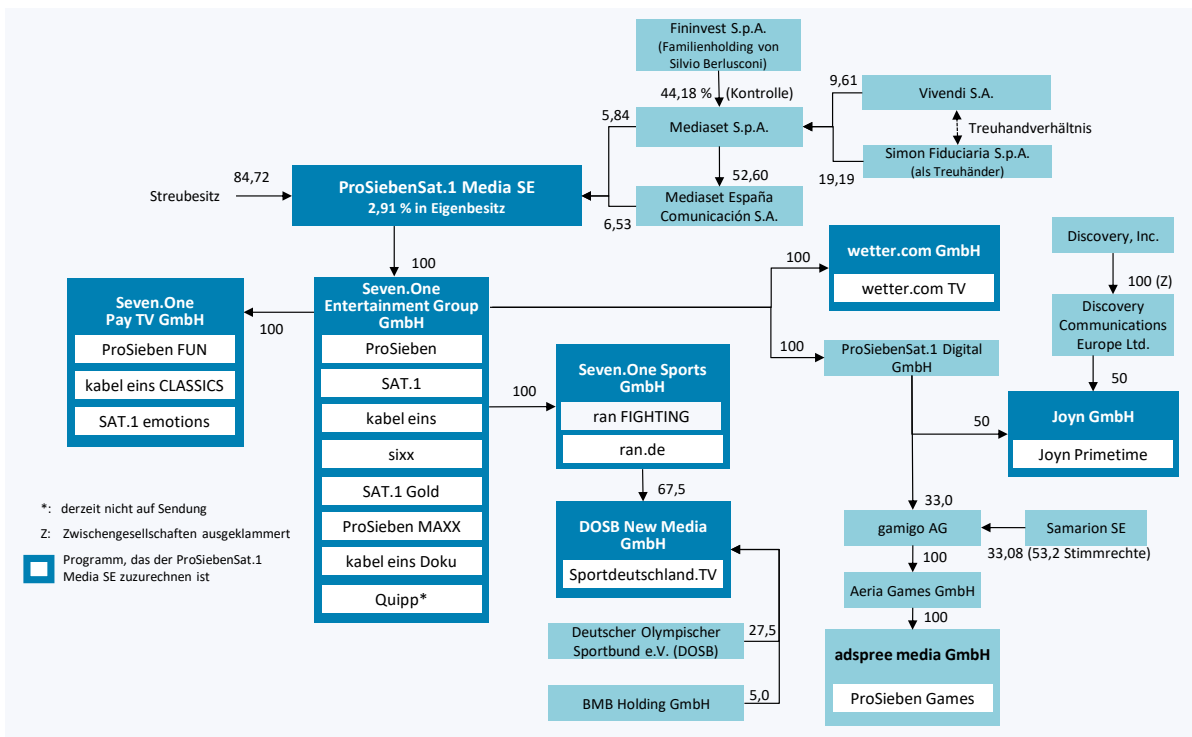 Fininvest S.p.A.
(Familienholding von
Silvio Berlusconi)
44,18 % (Kontrolle)
9,61
Vivendi S.A.
5,84
Mediaset S.p.A.
Treuhandverhältnis
Simon Fiduciaria S.p.A.
(als Treuhänder)
19,19
52,60
Streubesitz
84,72
ProSiebenSat.1 Media SE
2,91 % in Eigenbesitz
Mediaset España
Comunicación S.A.
6,53
100
wetter.com GmbH
wetter.com TV
100
Discovery, Inc.
100 (Z)
Discovery
Communications
Europe Ltd.
50
Seven.One
Pay TV GmbH
ProSieben FUN
kabel eins CLASSICS
SAT.1 emotions
100
Seven.One
Entertainment Group
GmbH
ProSieben
SAT.1
kabel eins
sixx
SAT.1 Gold
ProSieben MAXX
kabel eins Doku
Quipp*
100
ProSiebenSat.1 Digital
GmbH
100
Seven.One Sports
GmbH
ran FIGHTING
ran.de
67,5
50
Joyn GmbH
Joyn Primetime
DOSB New Media
GmbH
Sportdeutschland.TV
33,0
gamigo AG
Samarion SE
33,08 (53,2 Stimmrechte)
100
Aeria Games GmbH
100
adspree media GmbH
ProSieben Games
Deutscher Olympischer
Sportbund e.V. (DOSB)
27,5
BMB Holding GmbH
5,0
*: derzeit nicht auf Sendung
Z: Zwischengesellschaften ausgeklammert
Programm, das der ProSiebenSat.1
Media SE zuzurechnen ist